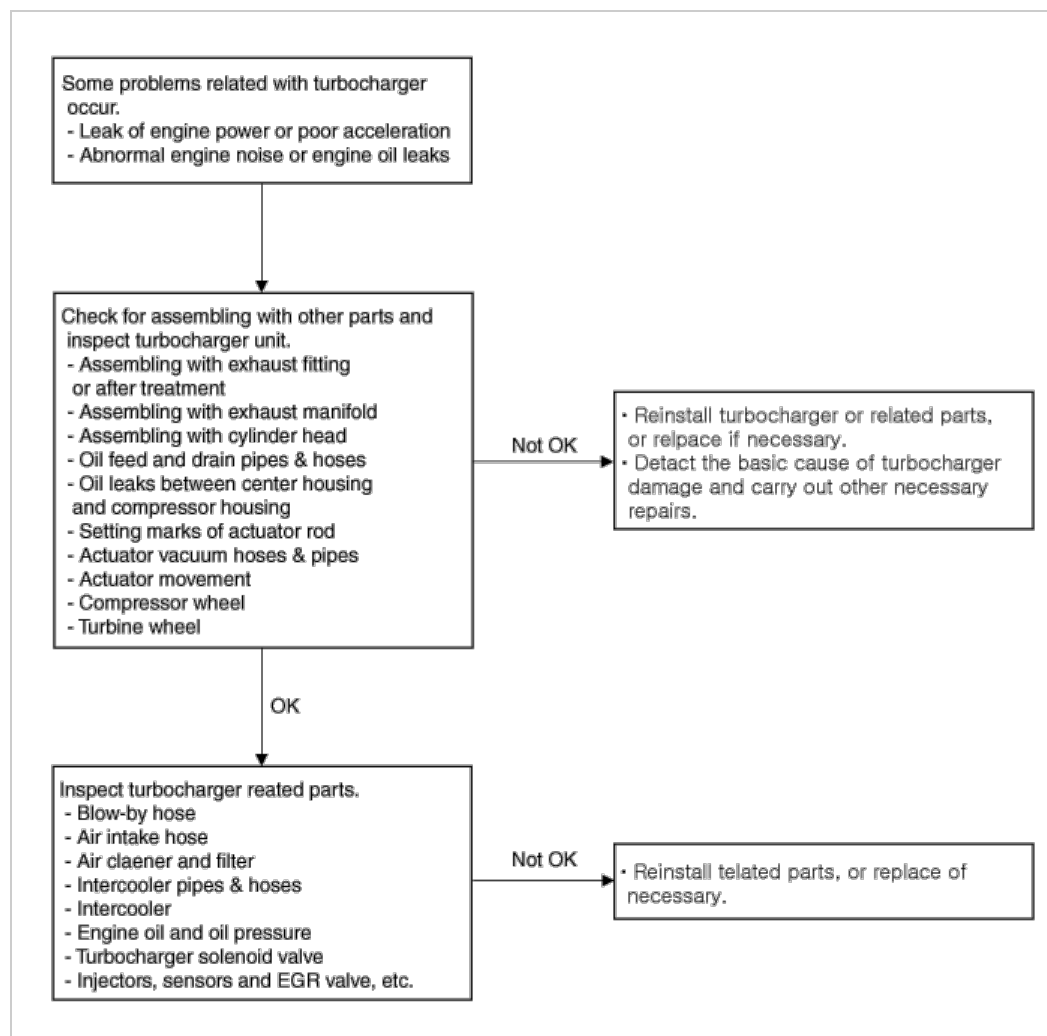 Some problems related with turbocharger
occur.
- Leak of engine power or poor acceleration
- Abnormal engine noise or engine oil leaks
Check for assembling with other parts and
inspect turbocharger unit.
- Assembling with exhaust fitting
or after treatment
- Assembling with exhaust manifold
- Assembling with cylinder head
- Oil feed and drain pipes & hoses
- Oil leaks between center housing
and compressor housing
- Setting marks of actuator rod
- Actuator vacuum hoses & pipes
- Actuator movement
- Compressor wheel
- Turbine wheel
Not OK
· Reinstall turbocharger or related parts,
or relpace if necessary.
· Detact the basic cause of turbocharger
damage and carry out other necessary
repairs.
OK
Inspect turbocharger reated parts.
- Blow-by hose
- Air intake hose
- Air claener and filter
- Intercooler pipes & hoses
- Intercooler
- Engine oil and oil pressure
- Turbocharger solenoid valve
- Injectors, sensors and EGR valve, etc.
Not OK
· Reinstall telated parts, or replace of
necessary.